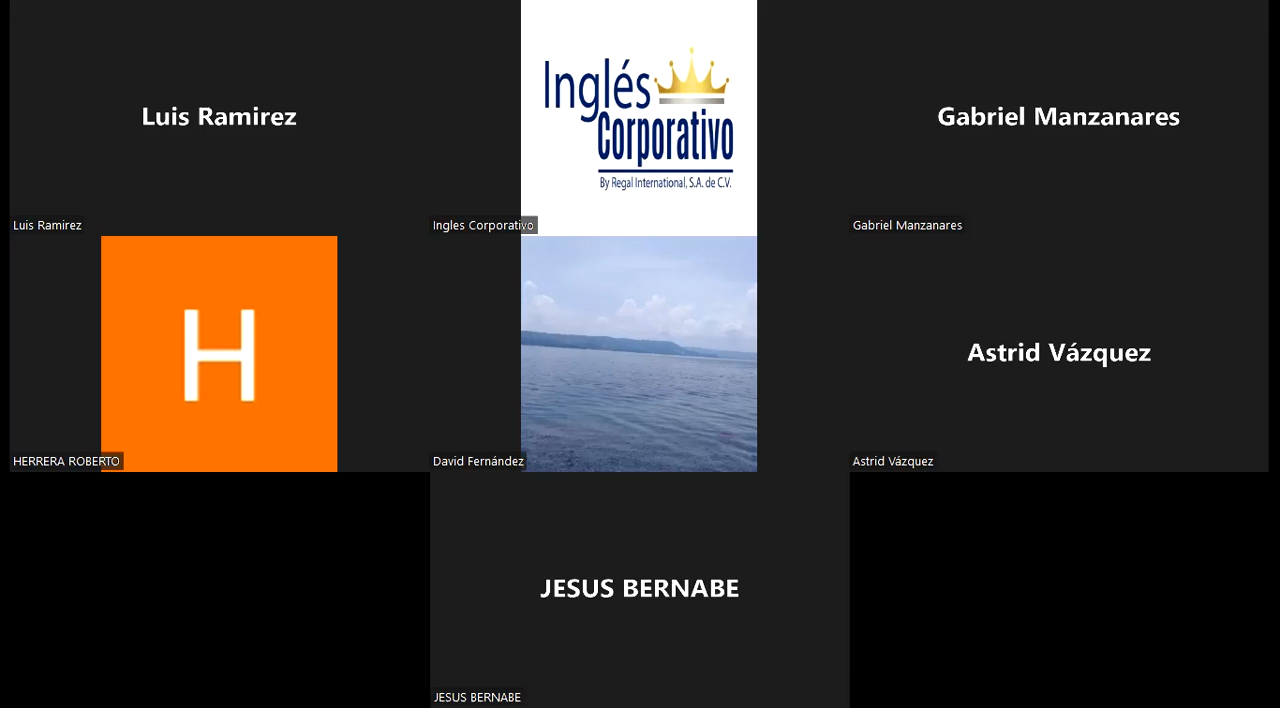 Luis Ramirez
Luis Ramirez
Inglés
Corporativo
By Regal International, S.A. de C.V.
Ingles Corporativo
Gabriel Manzanares
Gabriel Manzanares
H
HERRERA ROBERTO
David Fernández
Astrid Vázquez
Astrid Vázquez
JESUS BERNABE
JESUS BERNABE